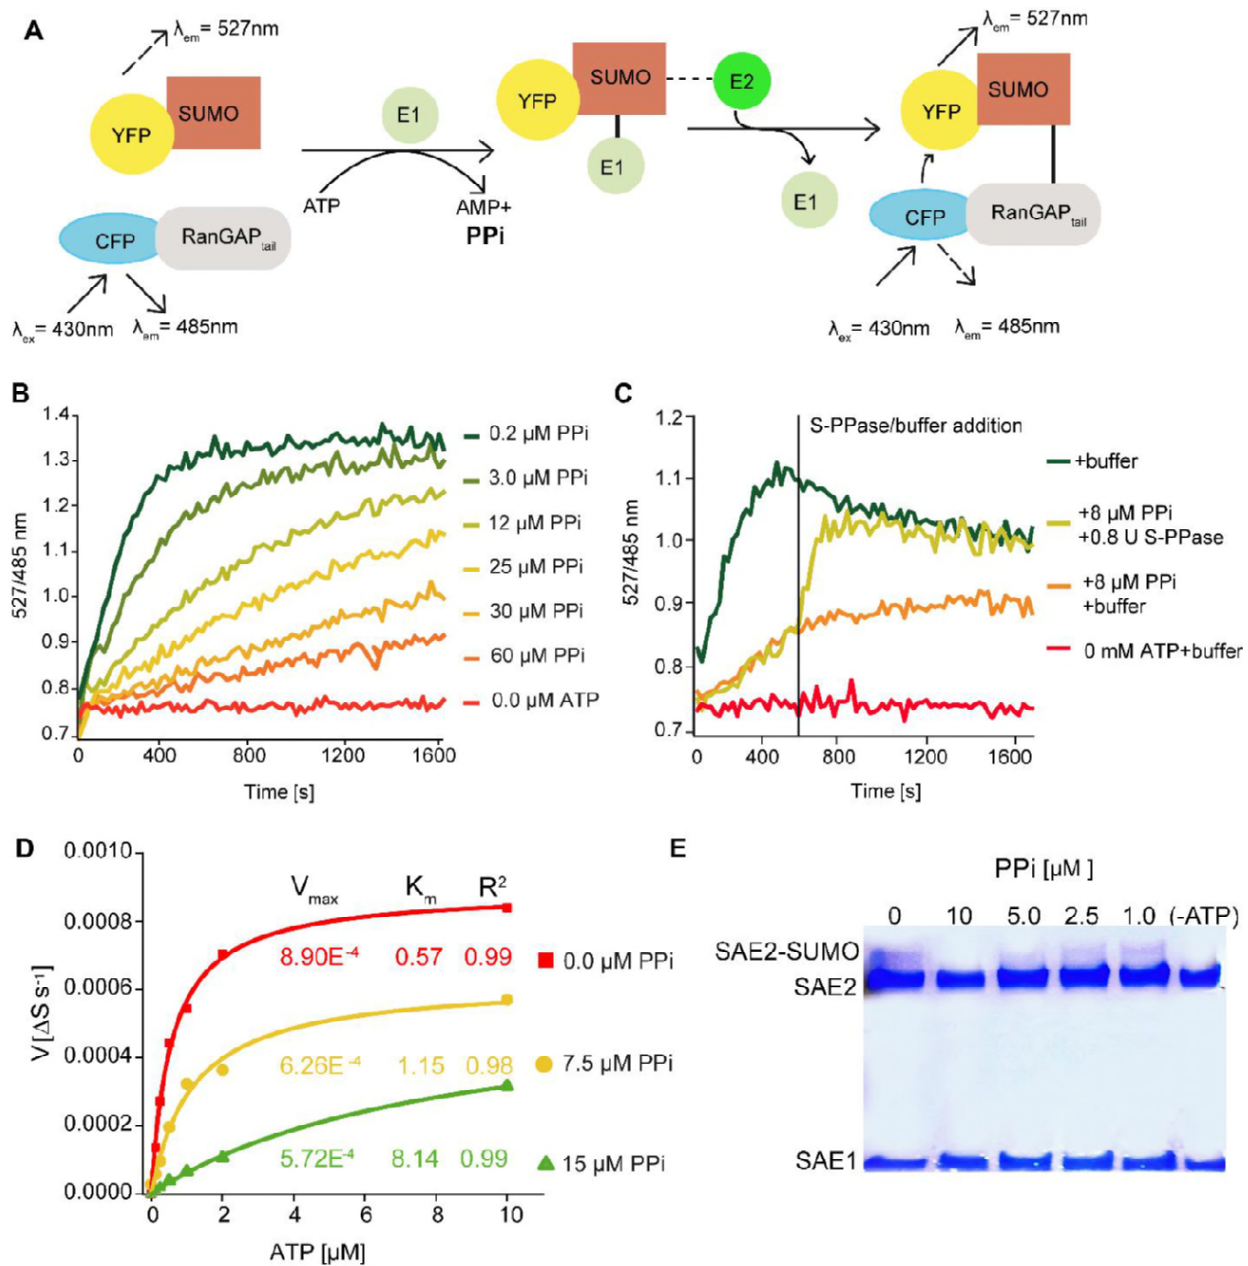 A
λem= 527nm
YFP
SUMO
CFP
RanGAPtail
λex= 430nm
λem= 485nm
E1
ATP
AMP+
PPi
YFP
SUMO
E1
E2
E1
λem= 527nm
YFP
SUMO
CFP
RanGAPtail
λex= 430nm
λem= 485nm
B
527/485 nm
1.4
1.3
1.2
1.1
1.0
0.9
0.8
0.7
0 400 800 1200 1600
Time [s]
0.2 µM PPi
3.0 µM PPi
12 µM PPi
25 µM PPi
30 µM PPi
60 µM PPi
0.0 µM ATP
C
527/485 nm
1.2
1.1
1.0
0.9
0.8
0.7
0 400 800 1200 1600
Time [s]
S-PPase/buffer addition
+buffer
+8 µM PPi
+0.8 U S-PPase
+8 µM PPi
+buffer
0 mM ATP+buffer
D
V [ΔS s-1]
0.0010
0.0008
0.0006
0.0004
0.0002
0.0000
0 2 4 6 8 10
ATP [µM]
Vmax Km R2
8.90E-4 0.57 0.99
6.26E-4 1.15 0.98
5.72E-4 8.14 0.99
0.0 µM PPi
7.5 µM PPi
15 µM PPi
E
PPi [µM ]
0 10 5.0 2.5 1.0 (-ATP)
SAE2-SUMO
SAE2
SAE1